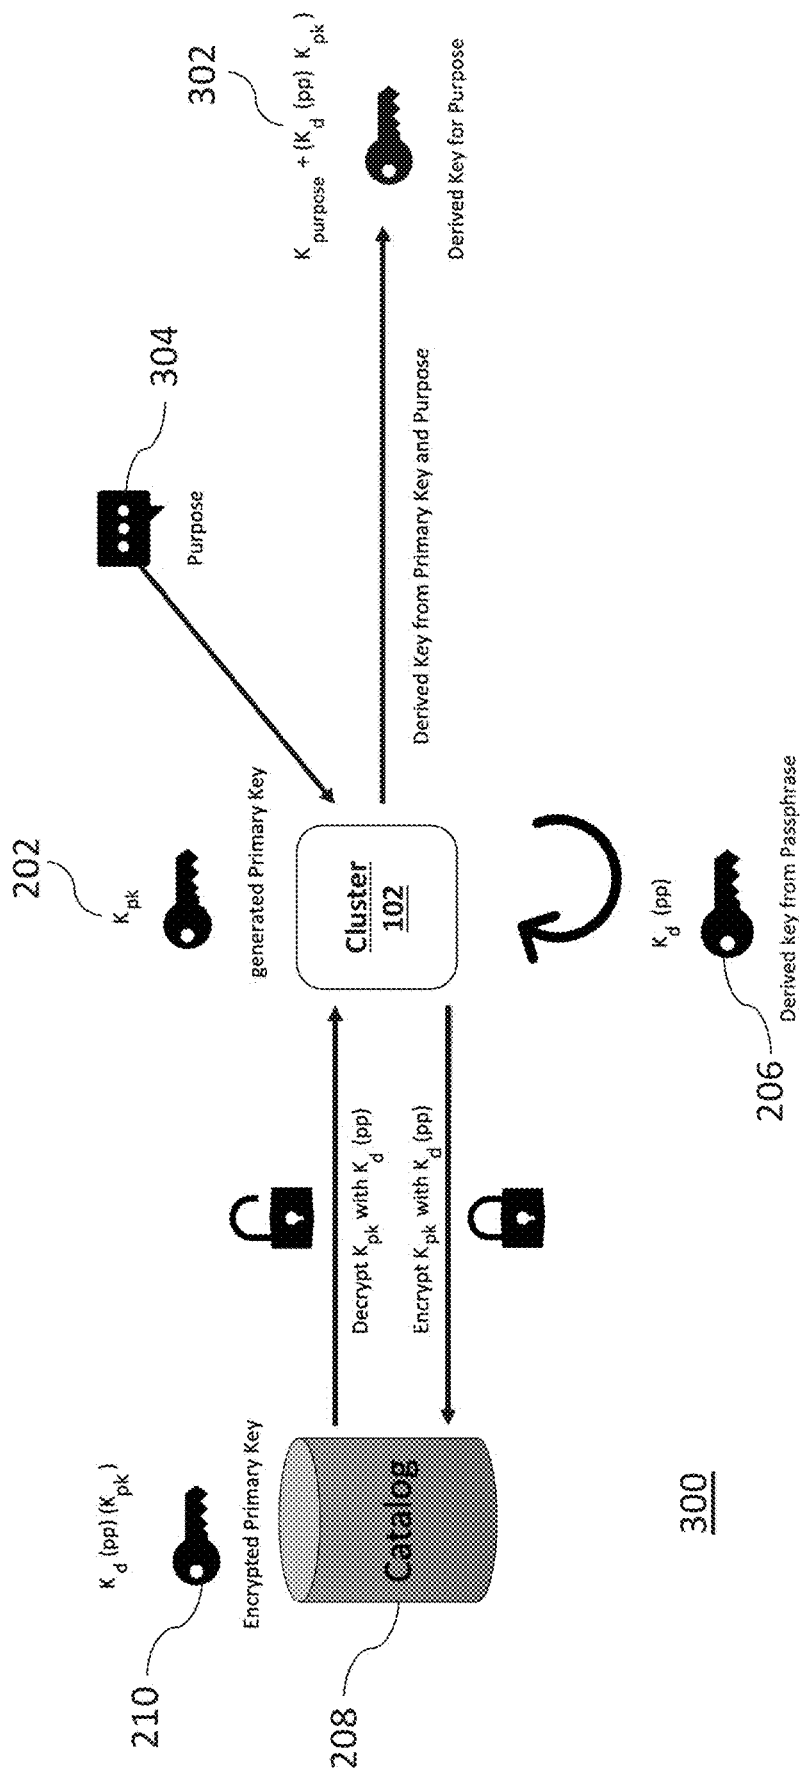 210
K_d (pp) (K_pk)
Encrypted Primary Key
Catalog
208
Decrypt K_pk with K_d (pp)
Encrypt K_pk with K_d (pp)
202
K_pk
generated Primary Key
Cluster
102
K_d (pp)
Derived key from Passphrase
206
304
Purpose
Derived Key from Primary Key and Purpose
302
K_purpose + (K_d (pp) K_pk)
Derived Key for Purpose
300